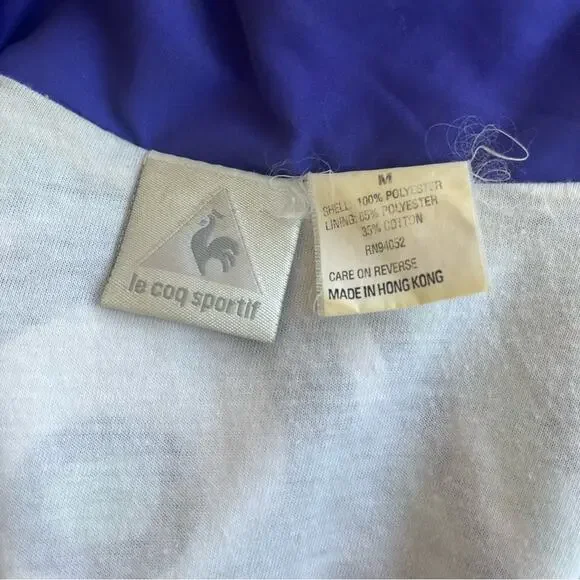 le coq sportif
M
SHELL: 100% POLYESTER
LINING: 65% POLYESTER
35% COTTON
RN94052
CARE ON REVERSE
MADE IN HONG KONG